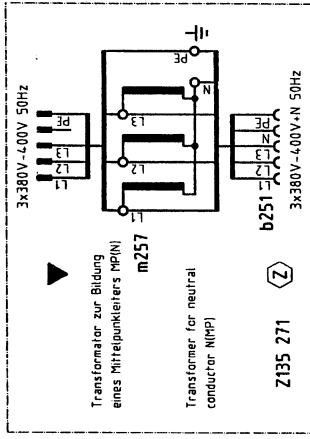 3x380V-400V 50Hz
PE
L3
L2
L1
PE
N
L3
L2
L1
m257
PE
N
L3
L2
L1
b251
3x380V-400V+N 50Hz
Transformator zur Bildung
eines Mittelpunkleiters MP(N)
Transformer for neutral
conductor N(MP)
Z135 271
Z